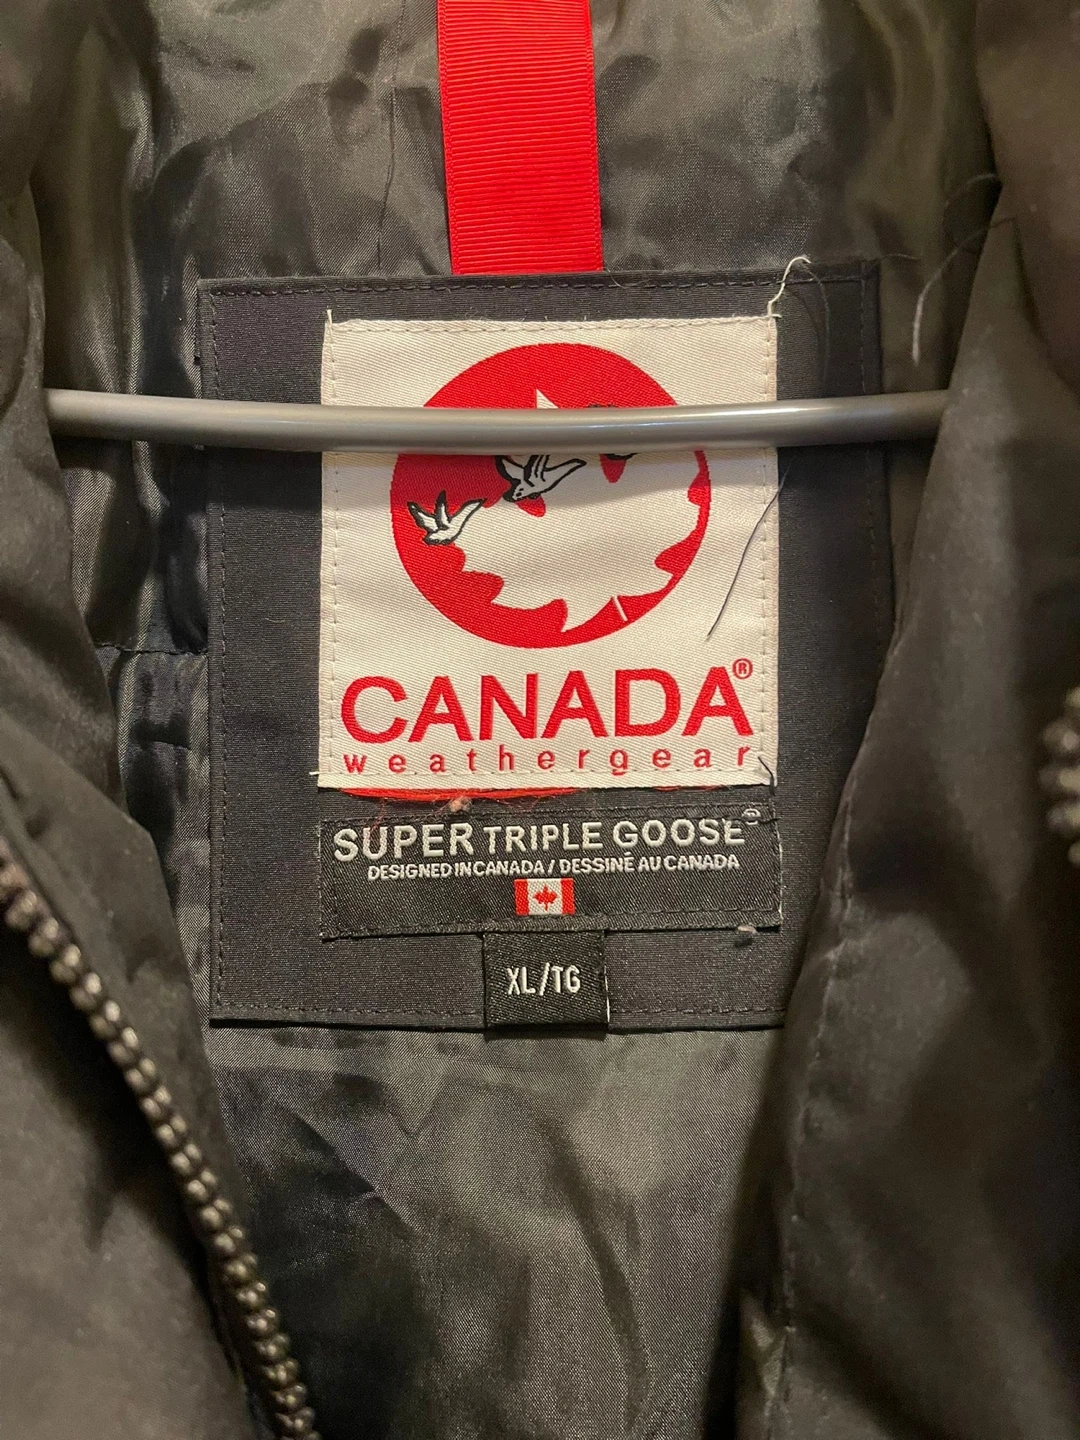 CANADA®
weathergear
SUPER TRIPLE GOOSE
DESIGNED IN CANADA / DESSINÉ AU CANADA
XL/TG